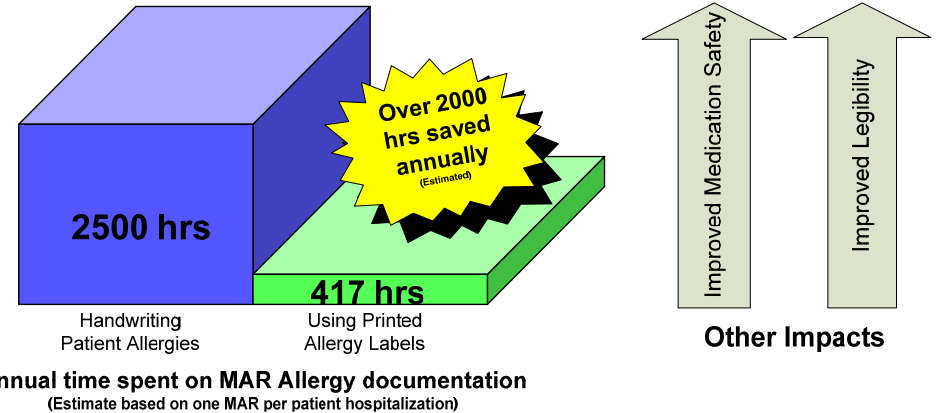 Over 2000
hrs saved
annually
(Estimated)
2500 hrs
417 hrs
Handwriting
Patient Allergies
Using Printed
Allergy Labels
nnual time spent on MAR Allergy documentation
(Estimate based on one MAR per patient hospitalization)
Improved Medication Safety
Improved Legibility
Other Impacts